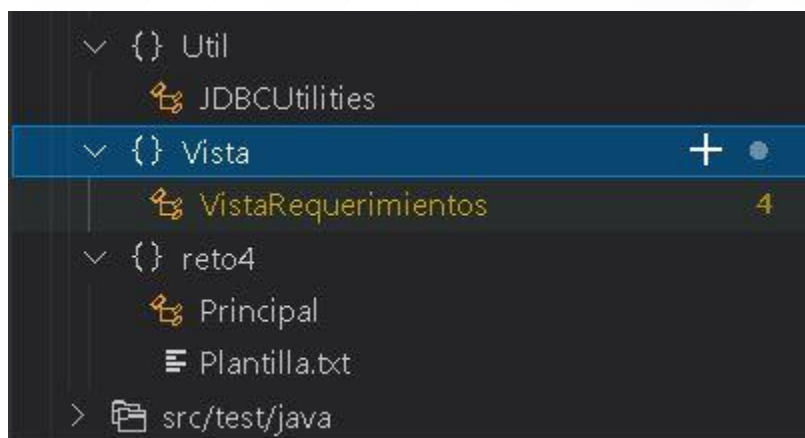 {} Util
JDBCUtilities
{} Vista
VistaRequerimientos 4
{} reto4
Principal
Plantilla.txt
src/test/java